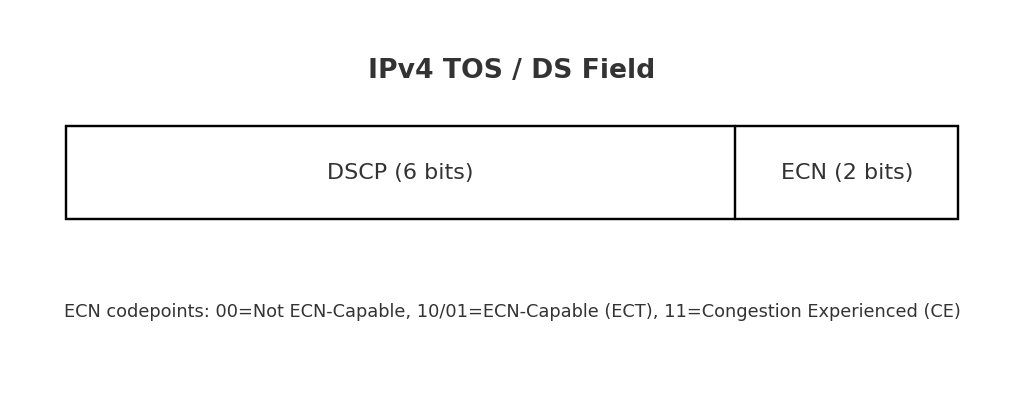 IPv4 TOS / DS Field
DSCP (6 bits)
ECN (2 bits)
ECN codepoints: 00=Not ECN-Capable, 10/01=ECN-Capable (ECT), 11=Congestion Experienced (CE)